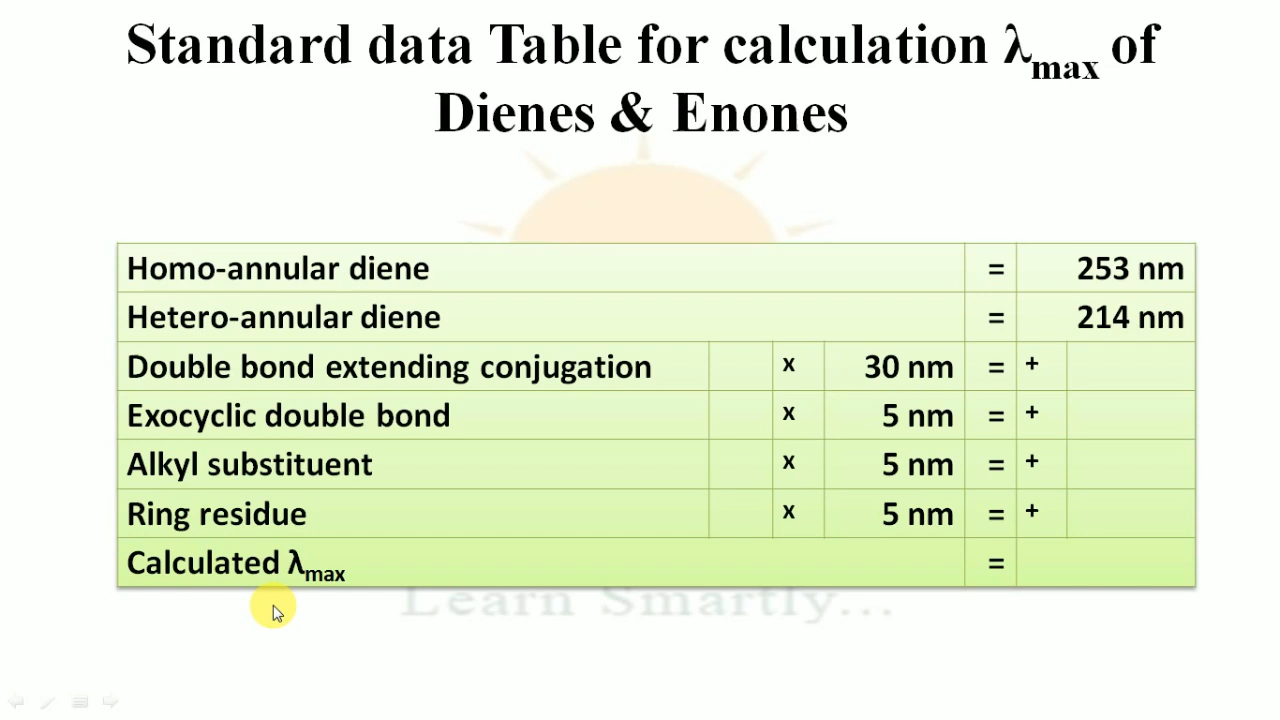 Standard data Table for calculation λmax of
Dienes & Enones
Homo-annular diene = 253 nm
Hetero-annular diene = 214 nm
Double bond extending conjugation x 30 nm = +
Exocyclic double bond x 5 nm = +
Alkyl substituent x 5 nm = +
Ring residue x 5 nm = +
Calculated λmax =
Learn Smartly...